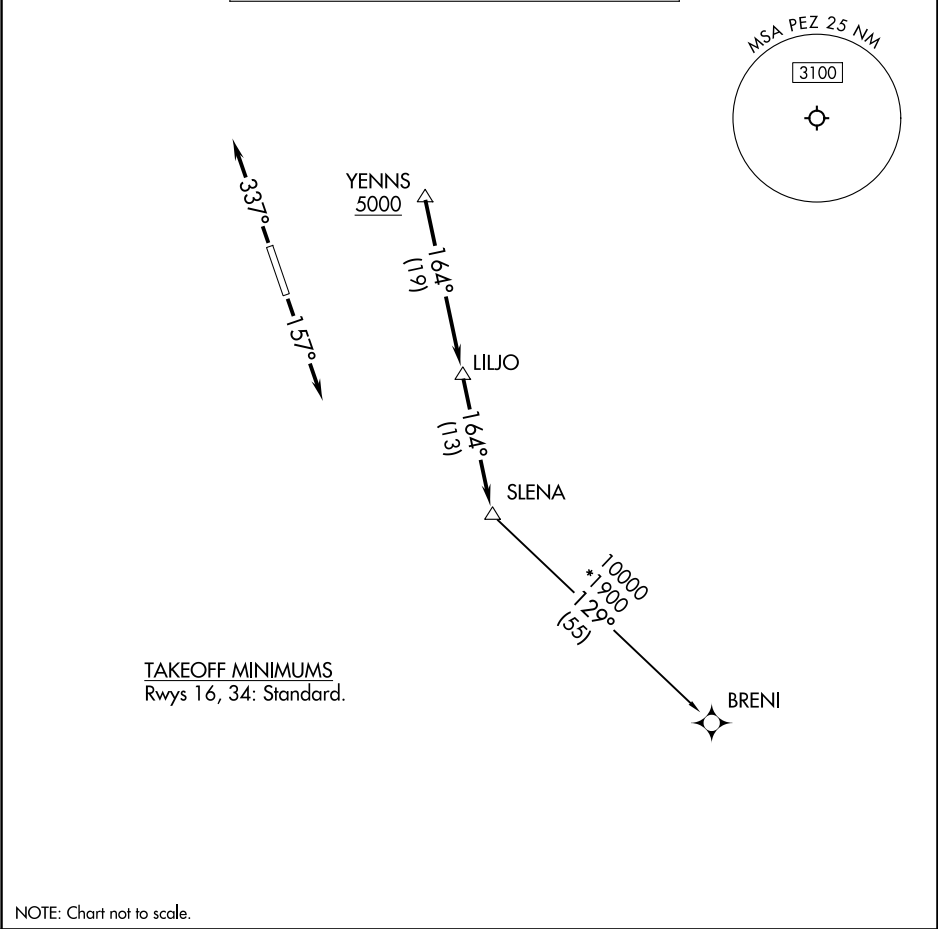 MSA PEZ 25 NM
3100
337°
157°
YENNS
5000
164°
(19)
LILJO
164°
(13)
SLENA
10000
*1900
129°
(55)
BRENI
TAKEOFF MINIMUMS
Rwys 16, 34: Standard.
NOTE: Chart not to scale.